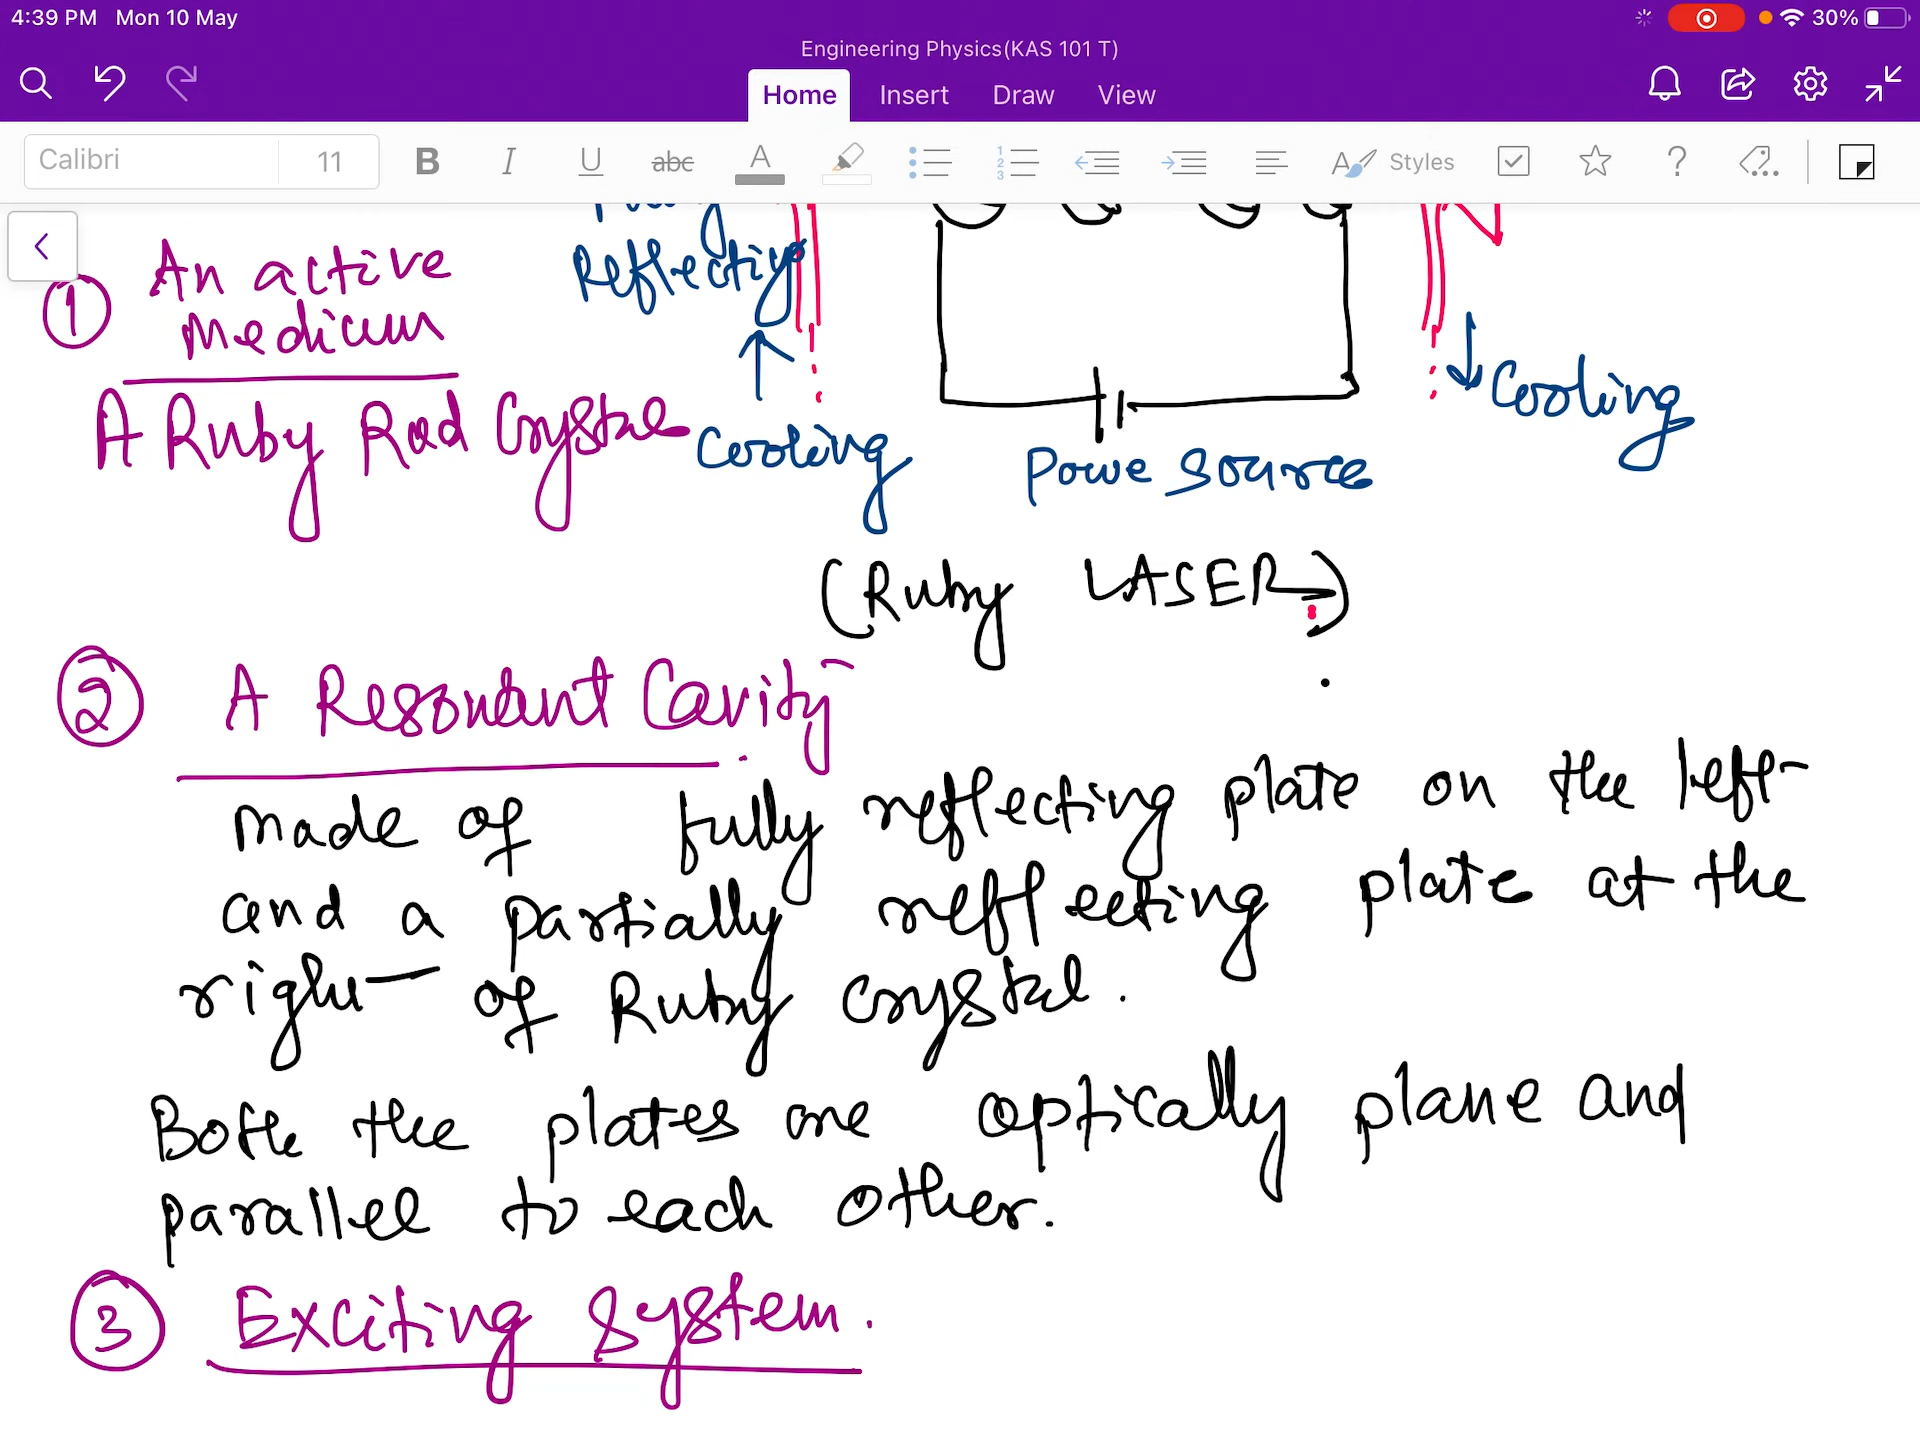 4:39 PM Mon 10 May
30%
Engineering Physics(KAS 101 T)
Home Insert Draw View
Calibri 11 B I U abc A Styles
Reflecting
① An active
Medium
A Ruby Rod Crystal
Cooling
Powe Source
Cooling
(Ruby LASER)
② A Resonant Cavity
made of fully reflecting plate on the left
and a partially reflecting plate at the
right of Ruby crystal.
Both the plates are optically plane and
parallel to each other.
③ Exciting System.